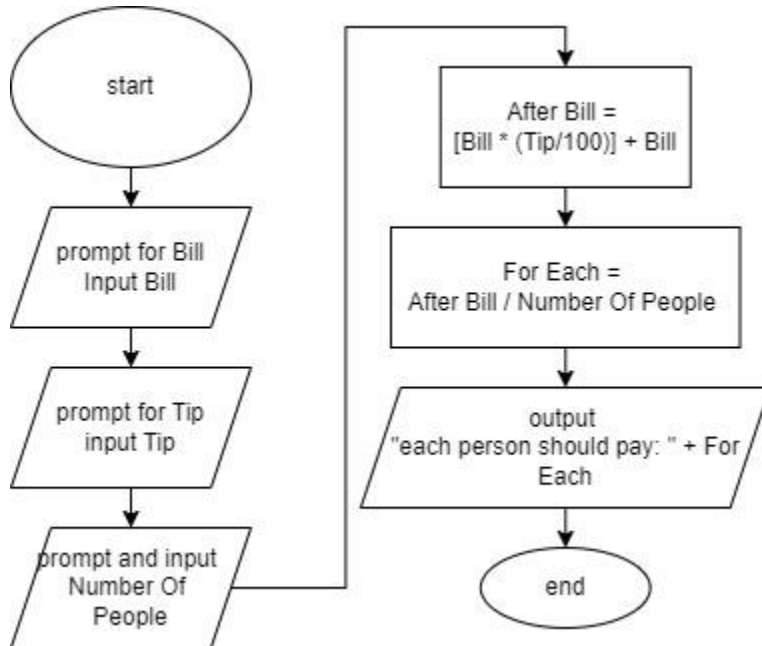 start
prompt for Bill
Input Bill
prompt for Tip
input Tip
prompt and input
Number Of
People
After Bill =
[Bill * (Tip/100)] + Bill
For Each =
After Bill / Number Of People
output
"each person should pay: " + For
Each
end